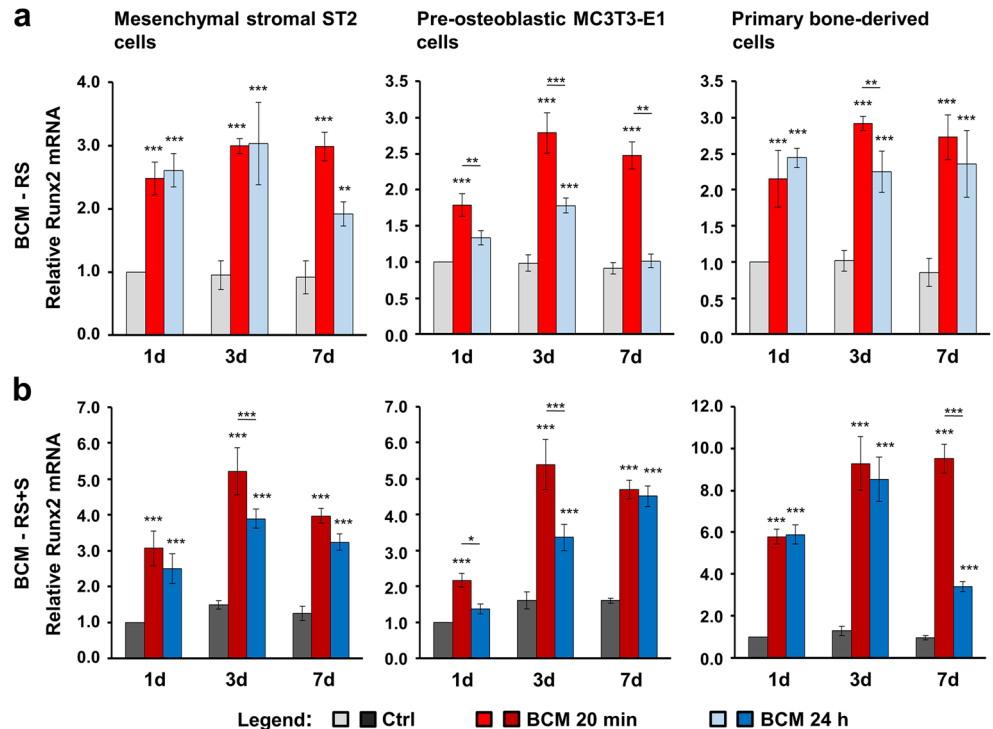 a
Mesenchymal stromal ST2
cells
Pre-osteoblastic MC3T3-E1
cells
Primary bone-derived
cells
BCM - RS
Relative Runx2 mRNA
4.0
3.0
2.0
1.0
0.0
*** *** *** *** *** **
1d 3d 7d
3.5
3.0
2.5
2.0
1.5
1.0
0.5
0.0
*** ** *** *** *** *** **
1d 3d 7d
3.5
3.0
2.5
2.0
1.5
1.0
0.5
0.0
*** *** *** ** *** *** ***
1d 3d 7d
b
BCM - RS+S
Relative Runx2 mRNA
7.0
6.0
5.0
4.0
3.0
2.0
1.0
0.0
*** *** *** *** *** *** ***
1d 3d 7d
7.0
6.0
5.0
4.0
3.0
2.0
1.0
0.0
*** * *** *** *** *** ***
1d 3d 7d
12.0
10.0
8.0
6.0
4.0
2.0
0.0
*** *** *** *** *** *** ***
1d 3d 7d
Legend: Ctrl BCM 20 min BCM 24 h